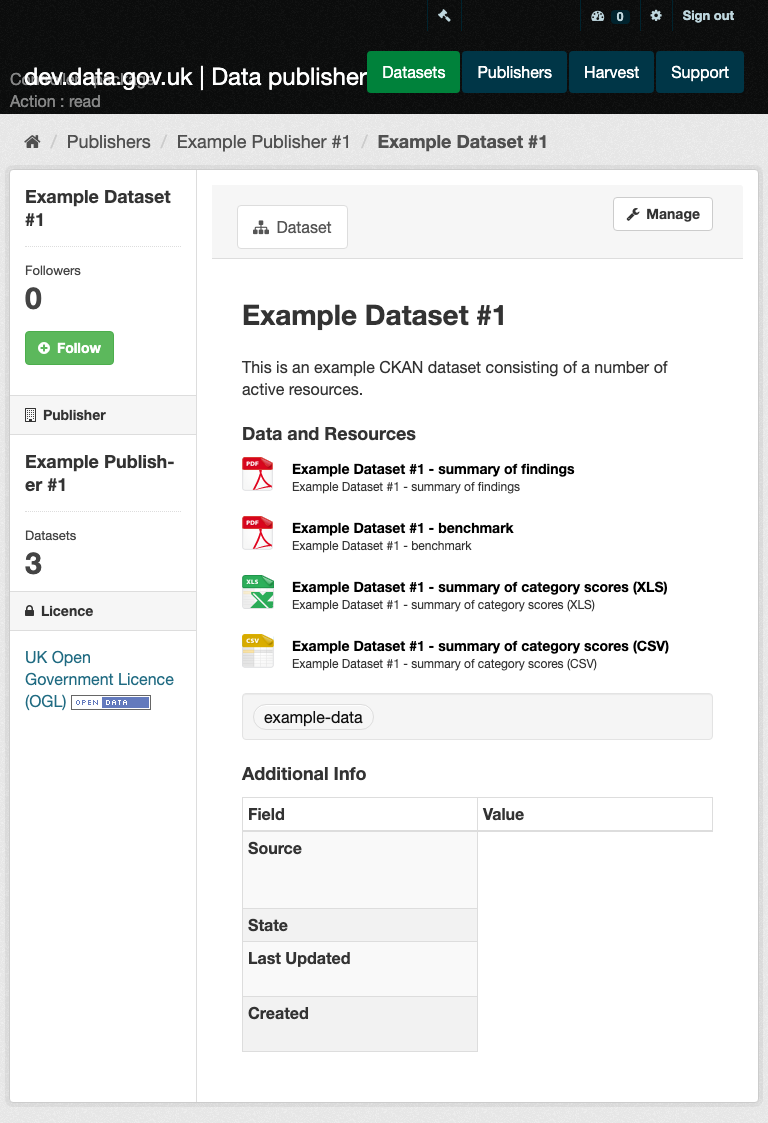 0
Sign out
dev.data.gov.uk | Data publisher
Datasets
Publishers
Harvest
Support
Action : read
/ Publishers / Example Publisher #1 / Example Dataset #1
Example Dataset
#1
Followers
0
Follow
Publisher
Example Publish-
er #1
Datasets
3
Licence
UK Open
Government Licence
(OGL) OPEN DATA
Dataset
Manage
Example Dataset #1
This is an example CKAN dataset consisting of a number of
active resources.
Data and Resources
PDF
Example Dataset #1 - summary of findings
Example Dataset #1 - summary of findings
PDF
Example Dataset #1 - benchmark
Example Dataset #1 - benchmark
XLS
Example Dataset #1 - summary of category scores (XLS)
Example Dataset #1 - summary of category scores (XLS)
CSV
Example Dataset #1 - summary of category scores (CSV)
Example Dataset #1 - summary of category scores (CSV)
example-data
Additional Info
Field Value
Source
State
Last Updated
Created